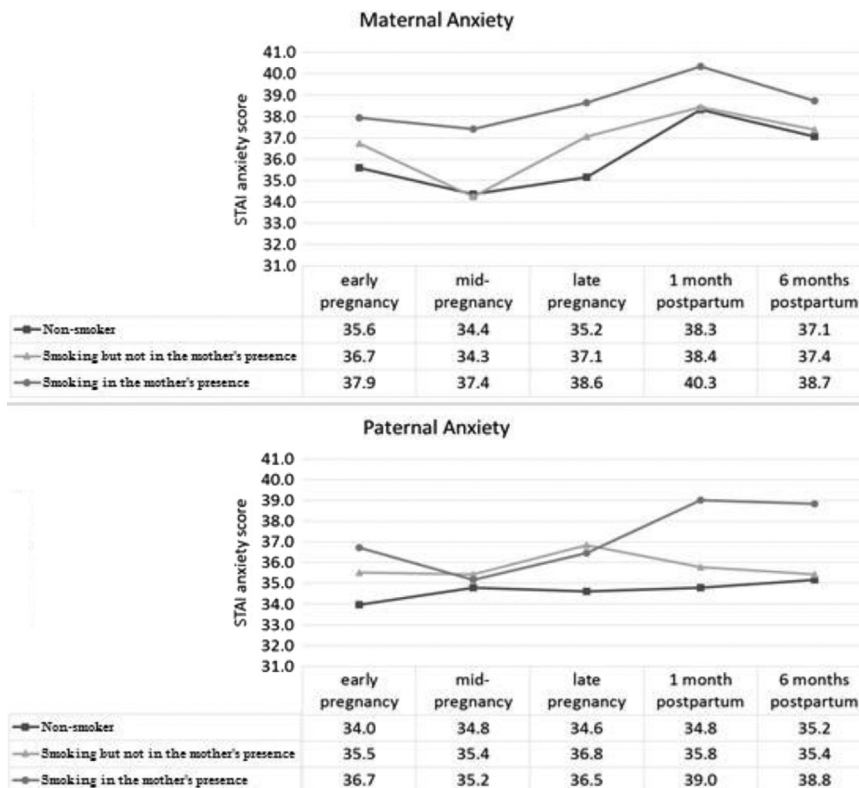 Maternal Anxiety
STAI anxiety score
41.0
40.0
39.0
38.0
37.0
36.0
35.0
34.0
33.0
32.0
31.0
early pregnancy mid-pregnancy late pregnancy 1 month postpartum 6 months postpartum
Non-smoker 35.6 34.4 35.2 38.3 37.1
Smoking but not in the mother's presence 36.7 34.3 37.1 38.4 37.4
Smoking in the mother's presence 37.9 37.4 38.6 40.3 38.7
Paternal Anxiety
STAI anxiety score
41.0
40.0
39.0
38.0
37.0
36.0
35.0
34.0
33.0
32.0
31.0
early pregnancy mid-pregnancy late pregnancy 1 month postpartum 6 months postpartum
Non-smoker 34.0 34.8 34.6 34.8 35.2
Smoking but not in the mother's presence 35.5 35.4 36.8 35.8 35.4
Smoking in the mother's presence 36.7 35.2 36.5 39.0 38.8